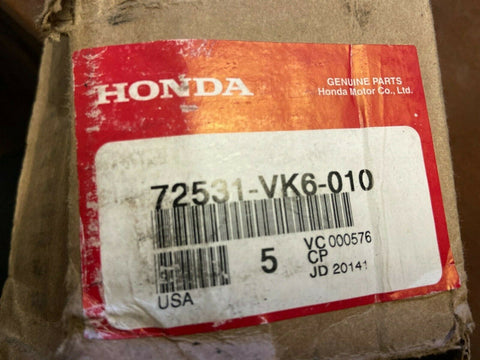 HONDA
GENUINE PARTS
Honda Motor Co., Ltd.
72531-VK6-010
5
VC 000576
CP
JD 20141
USA